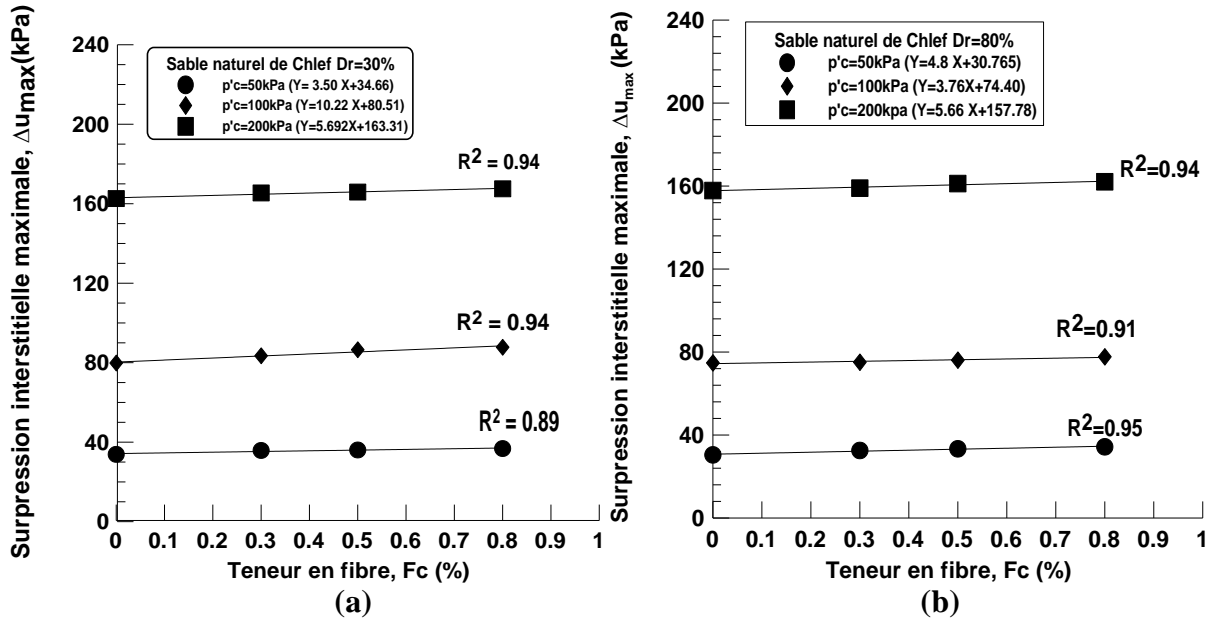 Surpression interstitielle maximale, Δumax(kPa)
240
200
160
120
80
40
0
Sable naturel de Chlef Dr=30%
p'c=50kPa (Y= 3.50 X+34.66)
p'c=100kPa (Y=10.22 X+80.51)
p'c=200kPa (Y=5.692X+163.31)
R² = 0.94
R² = 0.94
R² = 0.89
0 0.1 0.2 0.3 0.4 0.5 0.6 0.7 0.8 0.9 1
Teneur en fibre, Fc (%)
(a)
Surpression interstitielle maximale, Δumax (kPa)
240
200
160
120
80
40
0
Sable naturel de Chlef Dr=80%
p'c=50kPa (Y=4.8 X+30.765)
p'c=100kPa (Y=3.76X+74.40)
p'c=200kpa (Y=5.66 X+157.78)
R²=0.94
R²=0.91
R²=0.95
0 0.1 0.2 0.3 0.4 0.5 0.6 0.7 0.8 0.9 1
Teneur en fibre, Fc (%)
(b)